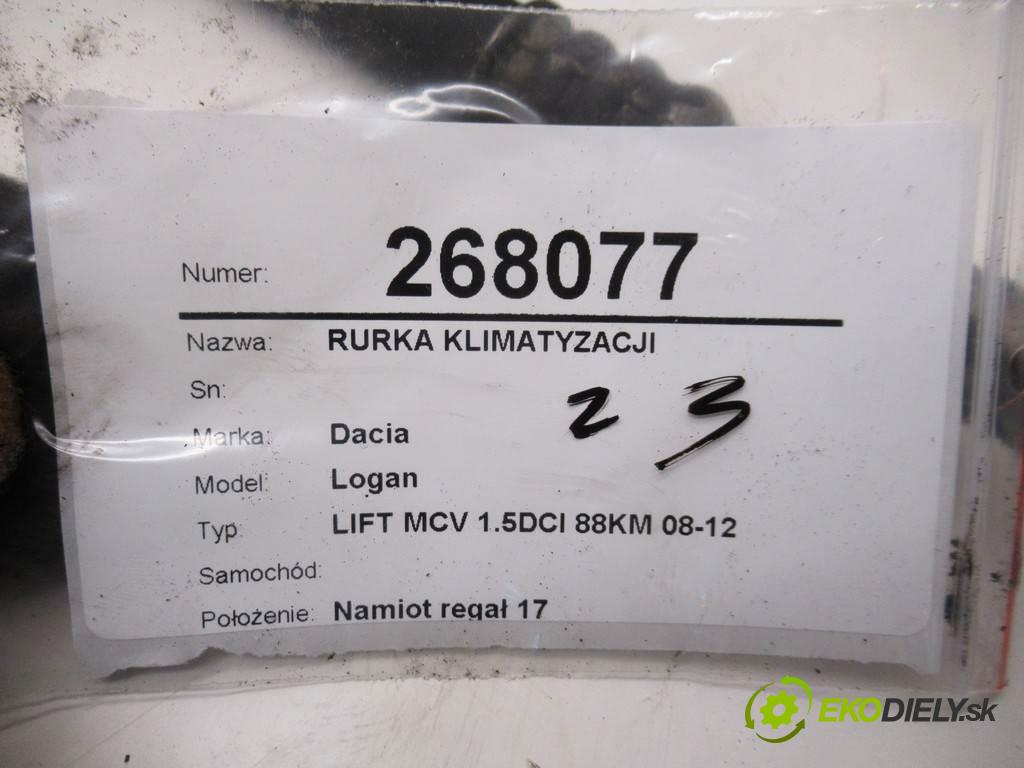 Numer: 268077
Nazwa: RURKA KLIMATYZACJI
Sn:
2 3
Marka: Dacia
Model: Logan
Typ: LIFT MCV 1.5DCI 88KM 08-12
Samochód:
Położenie: Namiot regał 17
EKODIELY.sk